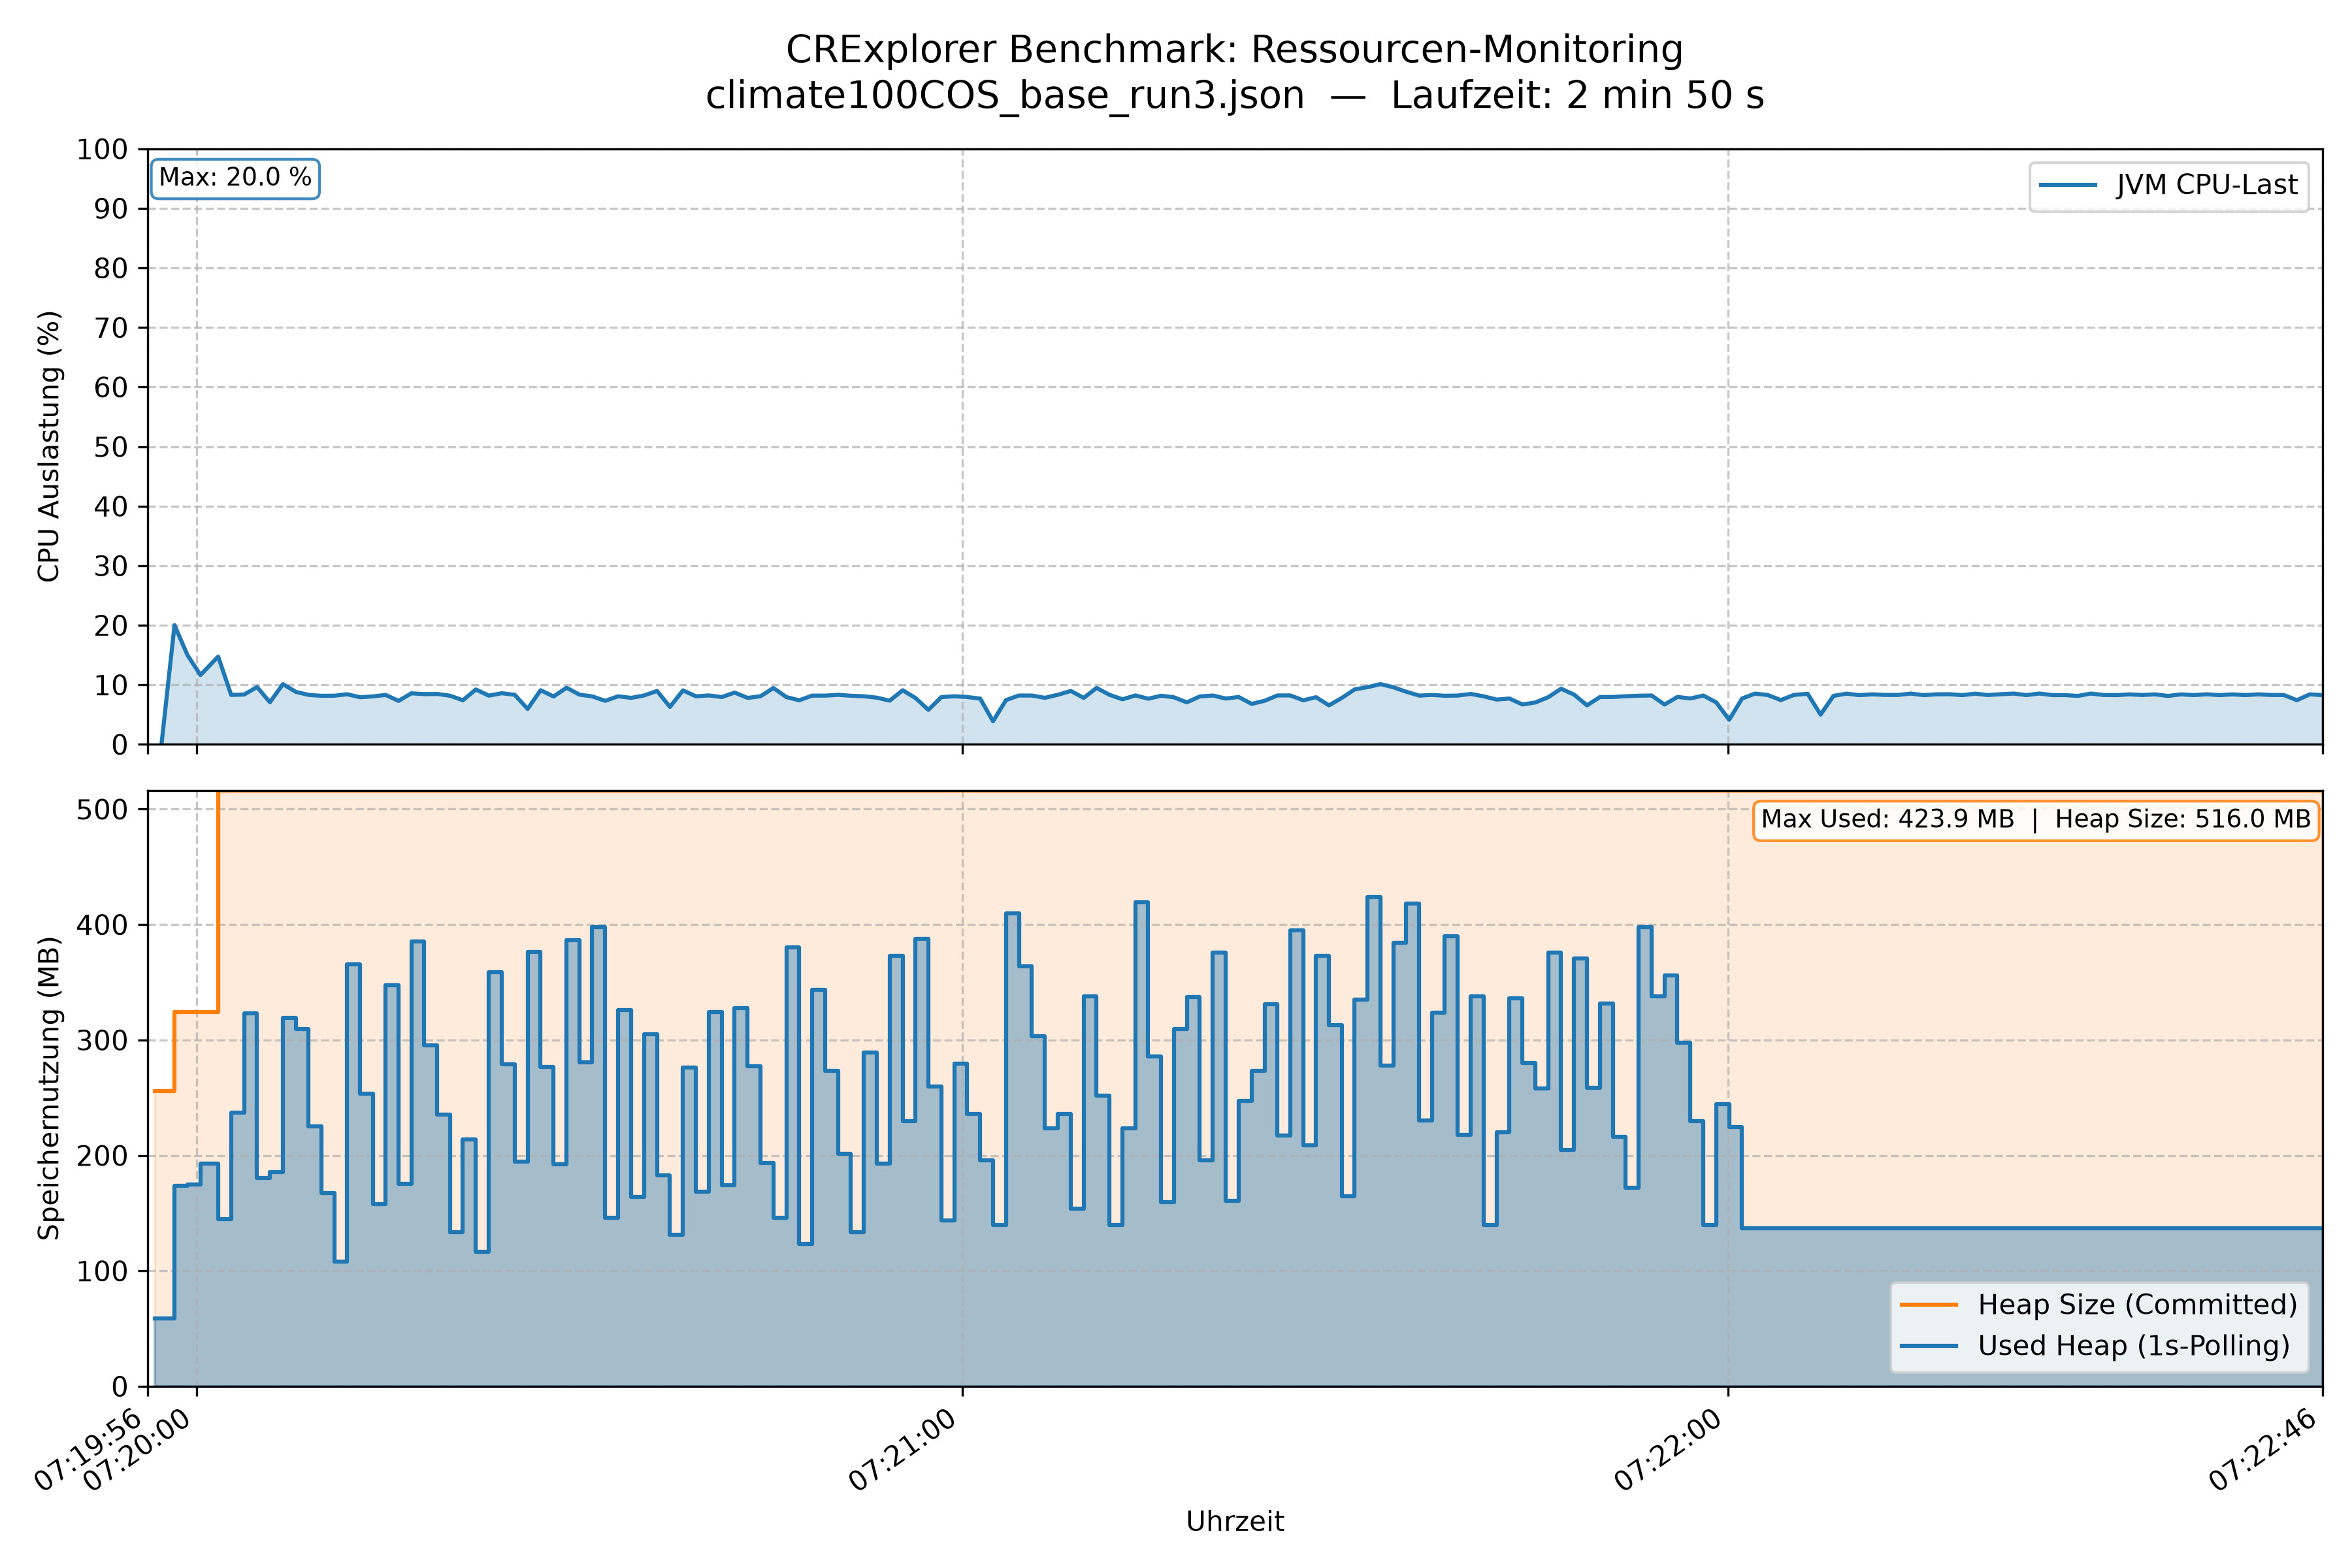 CRExplorer Benchmark: Ressourcen-Monitoring
climate100COS_base_run3.json — Laufzeit: 2 min 50 s
100
90
80
70
60
50
40
30
20
10
0
CPU Auslastung (%)
Max: 20.0 %
JVM CPU-Last
500
400
300
200
100
0
Speichernutzung (MB)
Max Used: 423.9 MB | Heap Size: 516.0 MB
Heap Size (Committed)
Used Heap (1s-Polling)
07:19:56
07:20:00
07:21:00
07:22:00
07:22:46
Uhrzeit